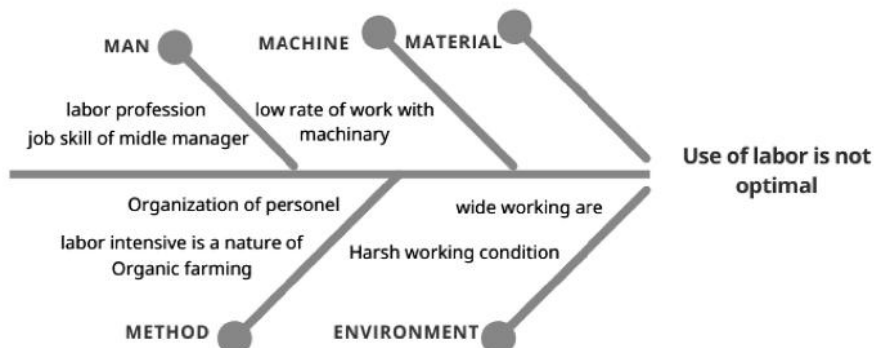 MAN
MACHINE
MATERIAL
labor profession
job skill of midle manager
low rate of work with
machinary
Use of labor is not
optimal
Organization of personel
labor intensive is a nature of
Organic farming
wide working are
Harsh working condition
METHOD
ENVIRONMENT